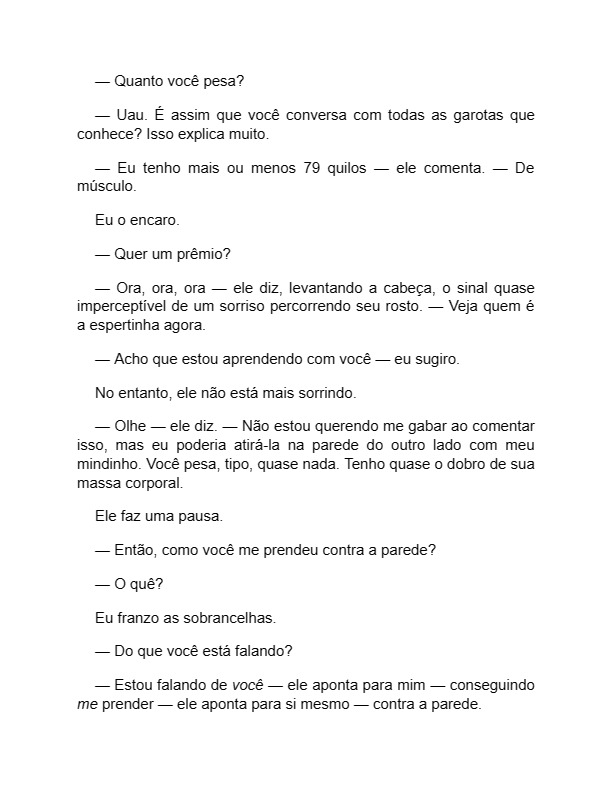 — Quanto você pesa?
— Uau. É assim que você conversa com todas as garotas que
conhece? Isso explica muito.
— Eu tenho mais ou menos 79 quilos — ele comenta. — De
músculo.
Eu o encaro.
— Quer um prêmio?
— Ora, ora, ora — ele diz, levantando a cabeça, o sinal quase
imperceptível de um sorriso percorrendo seu rosto. — Veja quem é
a espertinha agora.
— Acho que estou aprendendo com você — eu sugiro.
No entanto, ele não está mais sorrindo.
— Olhe — ele diz. — Não estou querendo me gabar ao comentar
isso, mas eu poderia atirá-la na parede do outro lado com meu
mindinho. Você pesa, tipo, quase nada. Tenho quase o dobro de sua
massa corporal.
Ele faz uma pausa.
— Então, como você me prendeu contra a parede?
— O quê?
Eu franzo as sobrancelhas.
— Do que você está falando?
— Estou falando de você — ele aponta para mim — conseguindo
me prender — ele aponta para si mesmo — contra a parede.